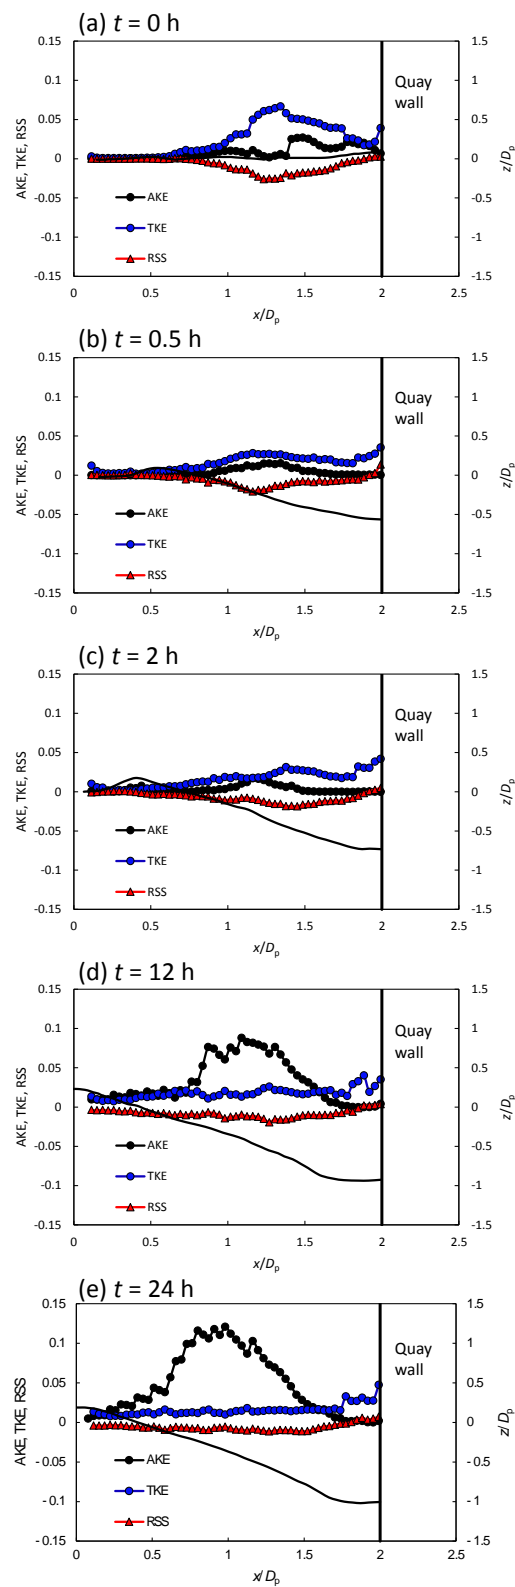 (a) t = 0 h
0.15
0.1
0.05
0
-0.05
-0.1
-0.15
AKE, TKE, RSS
1.5
1
0.5
0
-0.5
-1
-1.5
z/Dp
Quay
wall
AKE
TKE
RSS
0 0.5 1 1.5 2 2.5
x/Dp
(b) t = 0.5 h
0.15
0.1
0.05
0
-0.05
-0.1
-0.15
AKE, TKE, RSS
1.5
1
0.5
0
-0.5
-1
-1.5
z/Dp
Quay
wall
AKE
TKE
RSS
0 0.5 1 1.5 2 2.5
x/Dp
(c) t = 2 h
0.15
0.1
0.05
0
-0.05
-0.1
-0.15
AKE, TKE, RSS
1.5
1
0.5
0
-0.5
-1
-1.5
z/Dp
Quay
wall
AKE
TKE
RSS
0 0.5 1 1.5 2 2.5
x/Dp
(d) t = 12 h
0.15
0.1
0.05
0
-0.05
-0.1
-0.15
AKE, TKE, RSS
1.5
1
0.5
0
-0.5
-1
-1.5
z/Dp
Quay
wall
AKE
TKE
RSS
0 0.5 1 1.5 2 2.5
x/Dp
(e) t = 24 h
0.15
0.1
0.05
0
-0.05
-0.1
-0.15
AKE, TKE, RSS
1.5
1
0.5
0
-0.5
-1
-1.5
z/Dp
Quay
wall
AKE
TKE
RSS
0 0.5 1 1.5 2 2.5
x/Dp